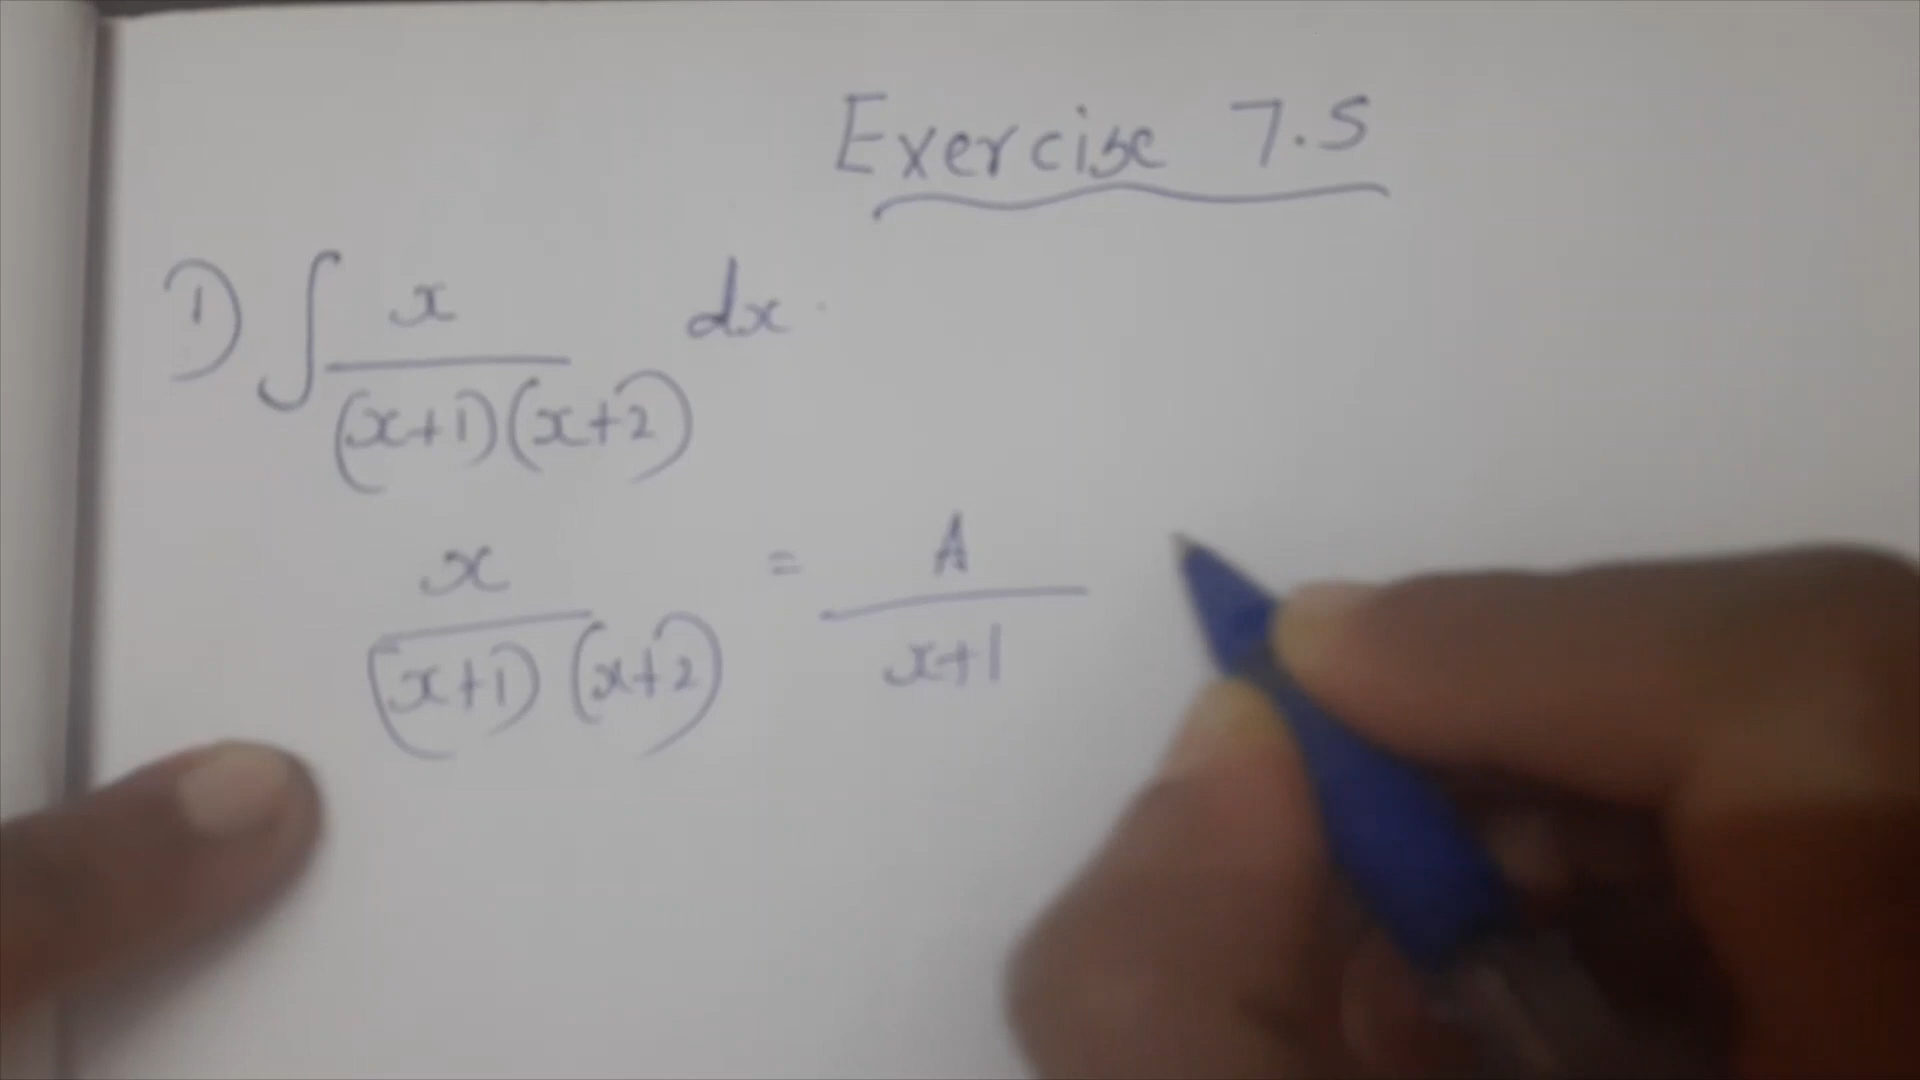 Exercise 7.5
1) ∫ x / (x+1)(x+2) dx.
x / (x+1)(x+2) = A / x+1